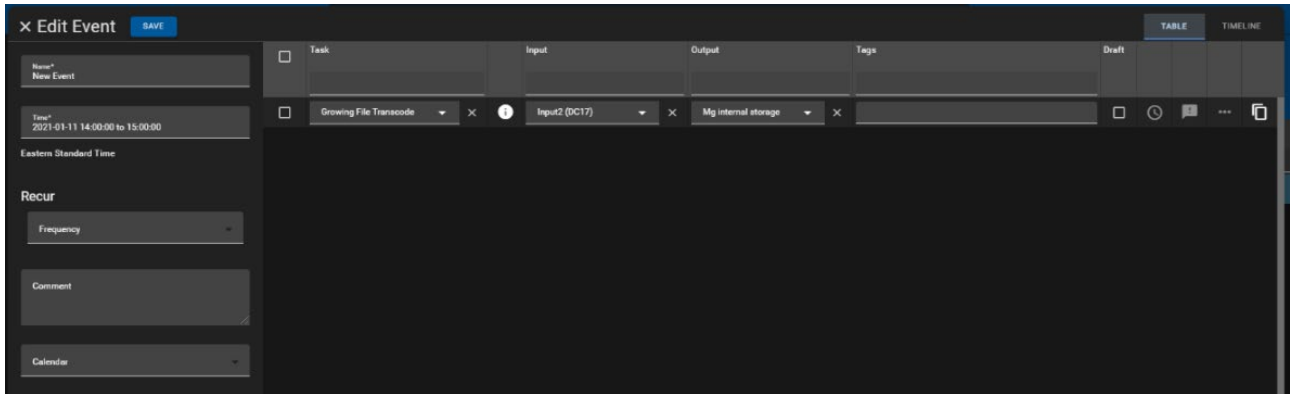 Edit Event
SAVE
TABLE
TIMELINE
Name*
New Event
Time*
2021-01-11 14:00:00 to 15:00:00
Eastern Standard Time
Recur
Frequency
Comment
Calendar
Task
Input
Output
Tags
Draft
Growing File Transcode
Input2 (DC17)
Mg internal storage